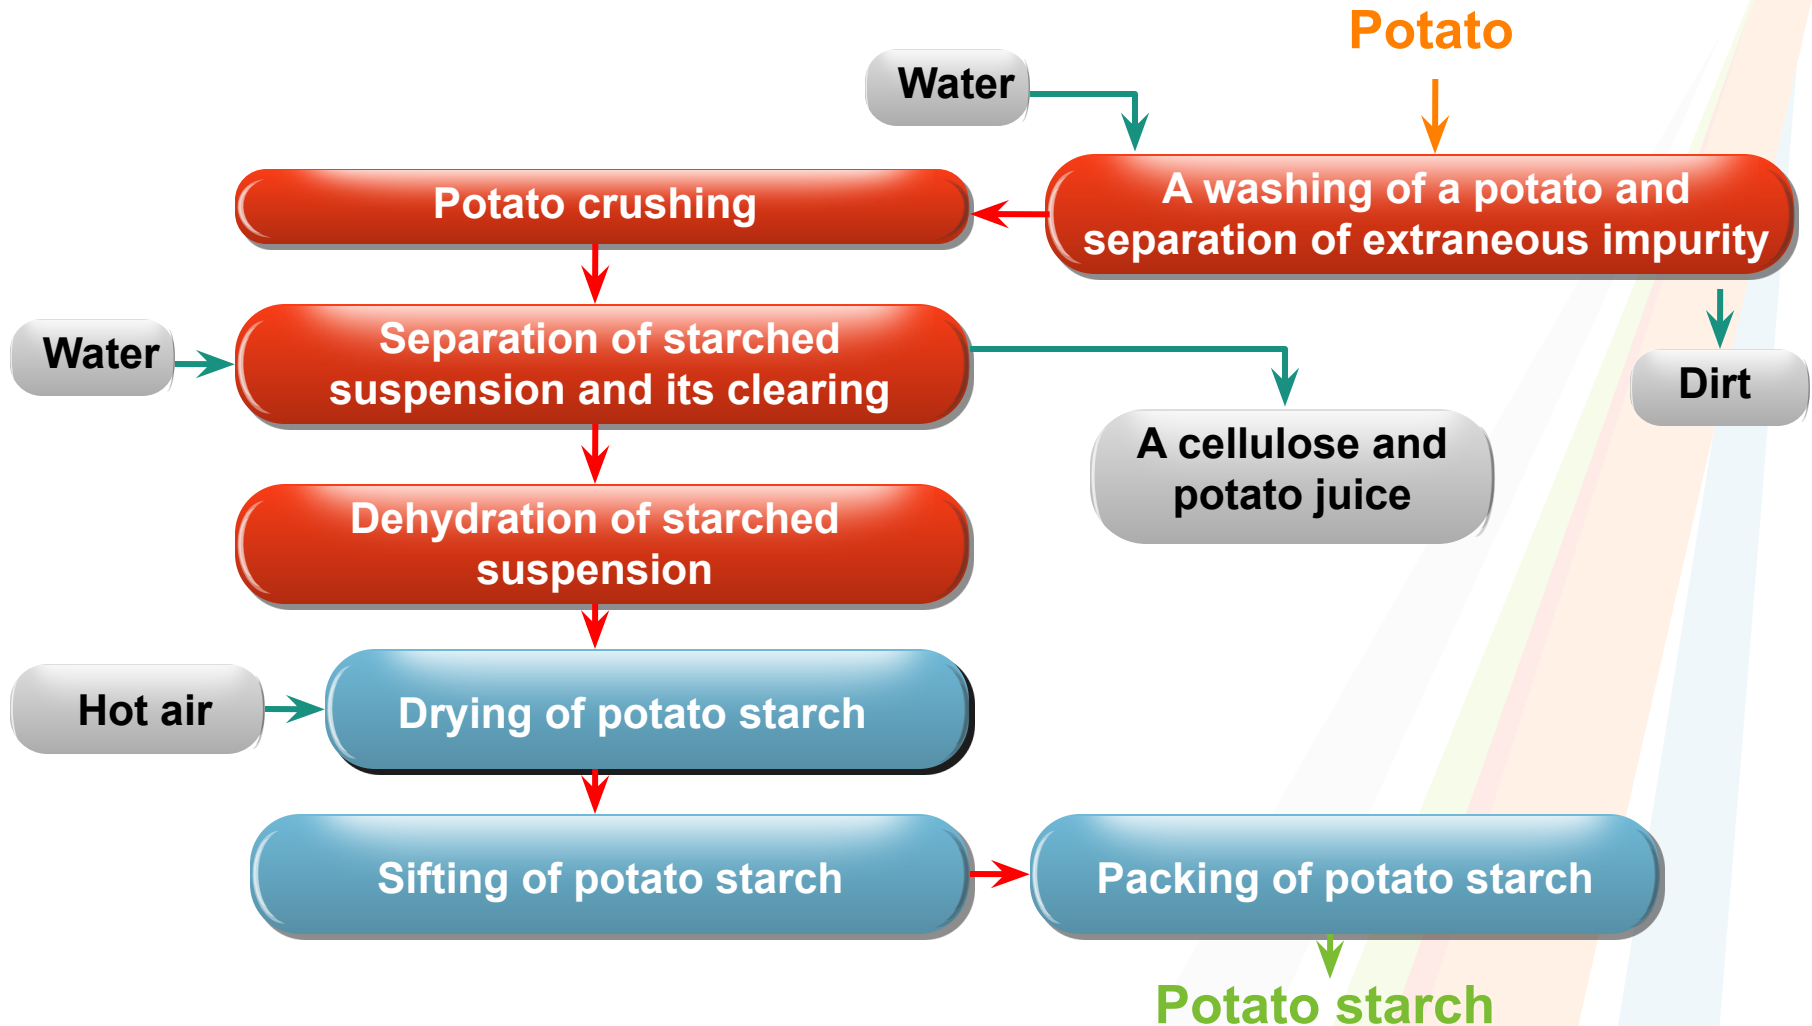 Potato
Water
A washing of a potato and
separation of extraneous impurity
Potato crushing
Separation of starched
suspension and its clearing
Water
Dirt
A cellulose and
potato juice
Dehydration of starched
suspension
Hot air
Drying of potato starch
Sifting of potato starch
Packing of potato starch
Potato starch